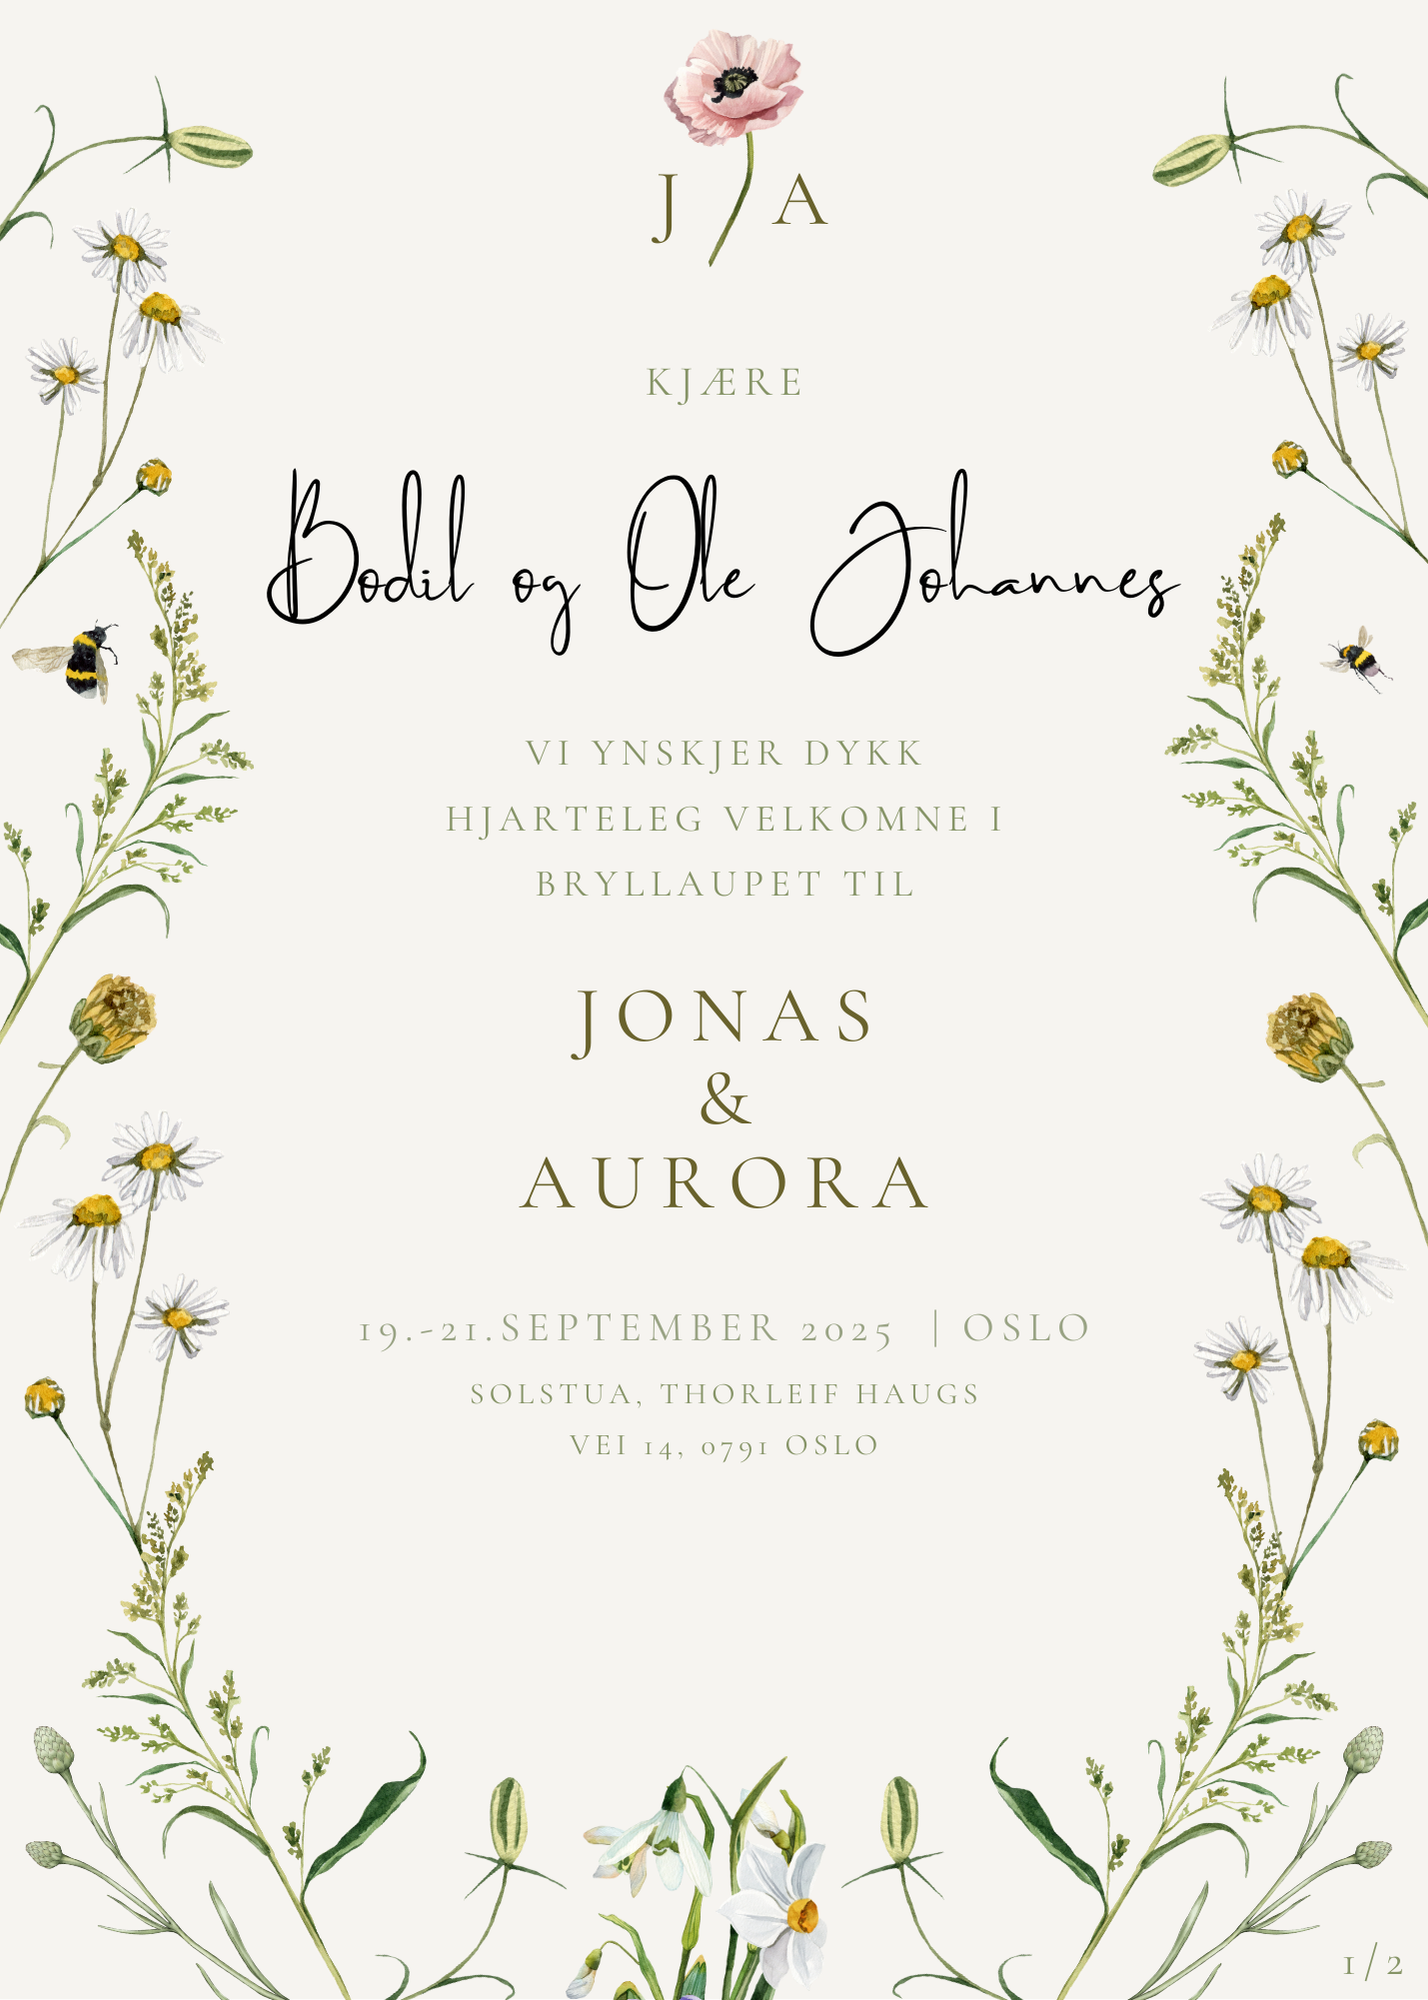 J A
KJÆRE
Bodil og Ole Johannes
VI YNSKJER DYKK
HJARTELEG VELKOMNE I
BRYLLAUPET TIL
JONAS
&
AURORA
19.-21.SEPTEMBER 2025 | OSLO
SOLSTUA, THORLEIF HAUGS
VEI 14, 0791 OSLO
1/2